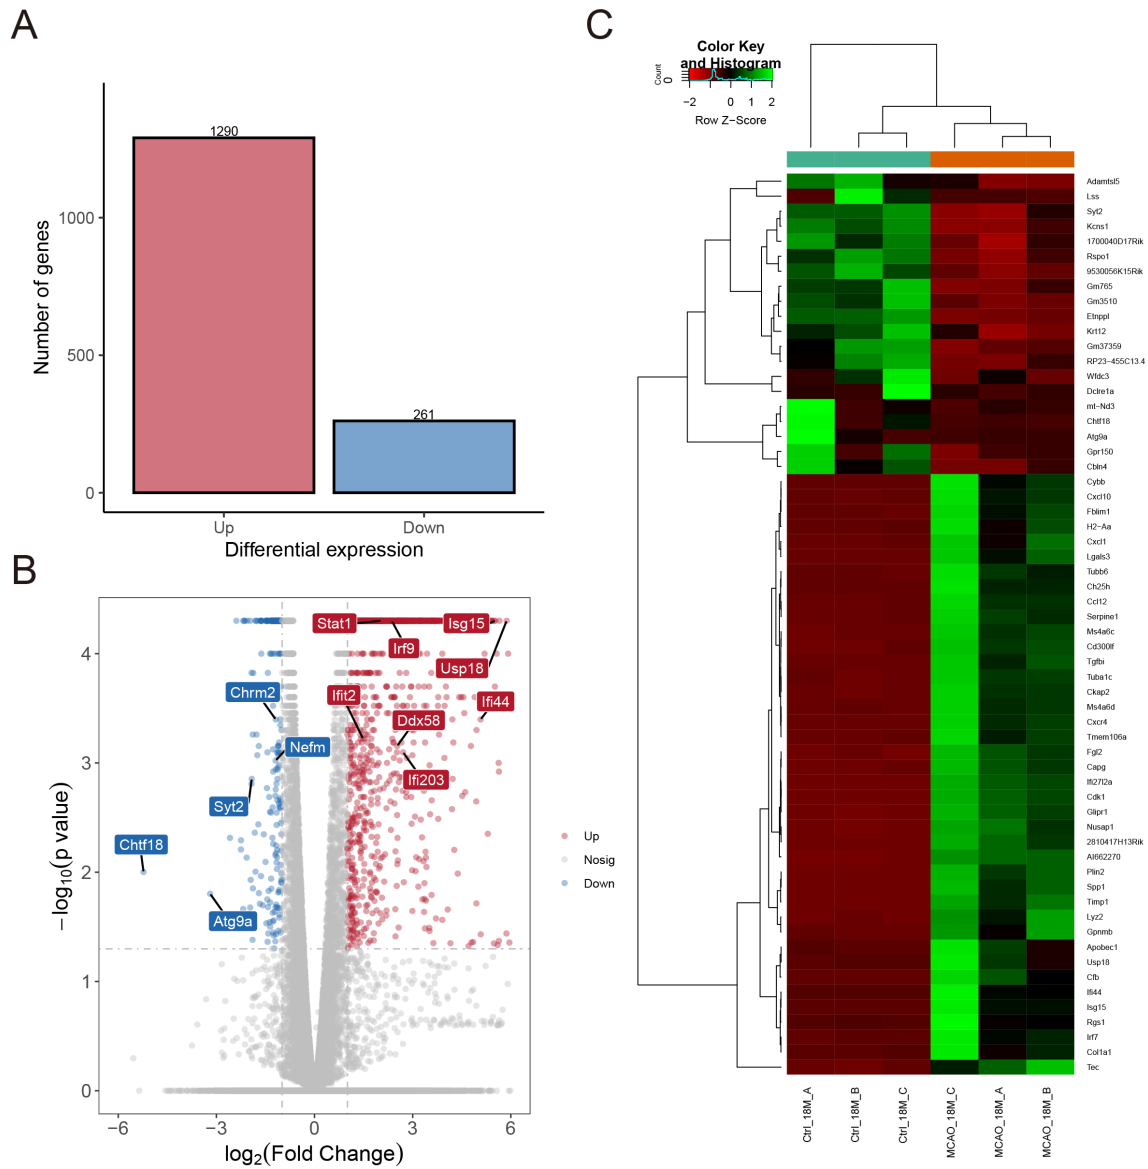 A
1290
261
1000
500
0
Number of genes
Up
Down
Differential expression
B
Stat1
Isg15
Irf9
Usp18
Chrm2
Ifit2
Ifi44
Ddx58
Nefm
Ifi203
Syt2
Chtf18
Atg9a
4
3
2
1
0
−log10(p value)
−6
−3
0
3
6
log2(Fold Change)
Up
Nosig
Down
C
Color Key
and Histogram
Count
0
−2
0
1
2
Row Z−Score
Adamtsl5
Lss
Syt2
Kcns1
1700040D17Rik
Rspo1
9530056K15Rik
Gm765
Gm3510
Etnppl
Krt12
Gm37359
RP23−455C13.4
Wfdc3
Dclre1a
mt−Nd3
Chtf18
Atg9a
Gpr150
Cbln4
Cybb
Cxcl10
Fblim1
H2−Aa
Cxcl1
Lgals3
Tubb6
Ch25h
Ccl12
Serpine1
Ms4a6c
Cd300lf
Tgfbi
Tuba1c
Ckap2
Ms4a6d
Cxcr4
Tmem106a
Fgl2
Capg
Ifi27l2a
Cdk1
Glipr1
Nusap1
2810417H13Rik
AI662270
Plin2
Spp1
Timp1
Lyz2
Gpnmb
Apobec1
Usp18
Cfb
Ifi44
Isg15
Rgs1
Irf7
Col1a1
Tec
Ctrl_18M_A
Ctrl_18M_B
Ctrl_18M_C
MCAO_18M_C
MCAO_18M_A
MCAO_18M_B